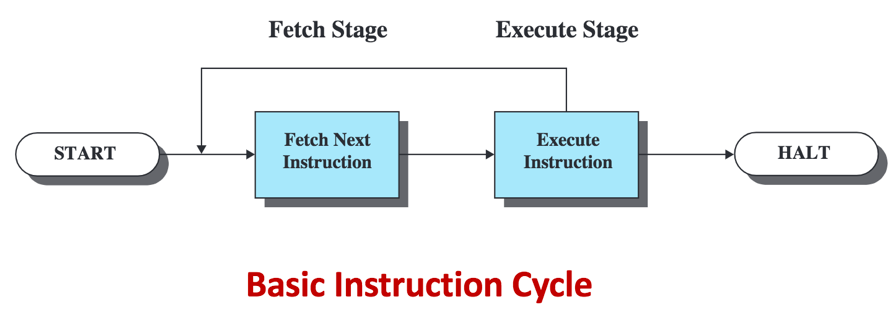 Fetch Stage
Execute Stage
START
Fetch Next
Instruction
Execute
Instruction
HALT
Basic Instruction Cycle